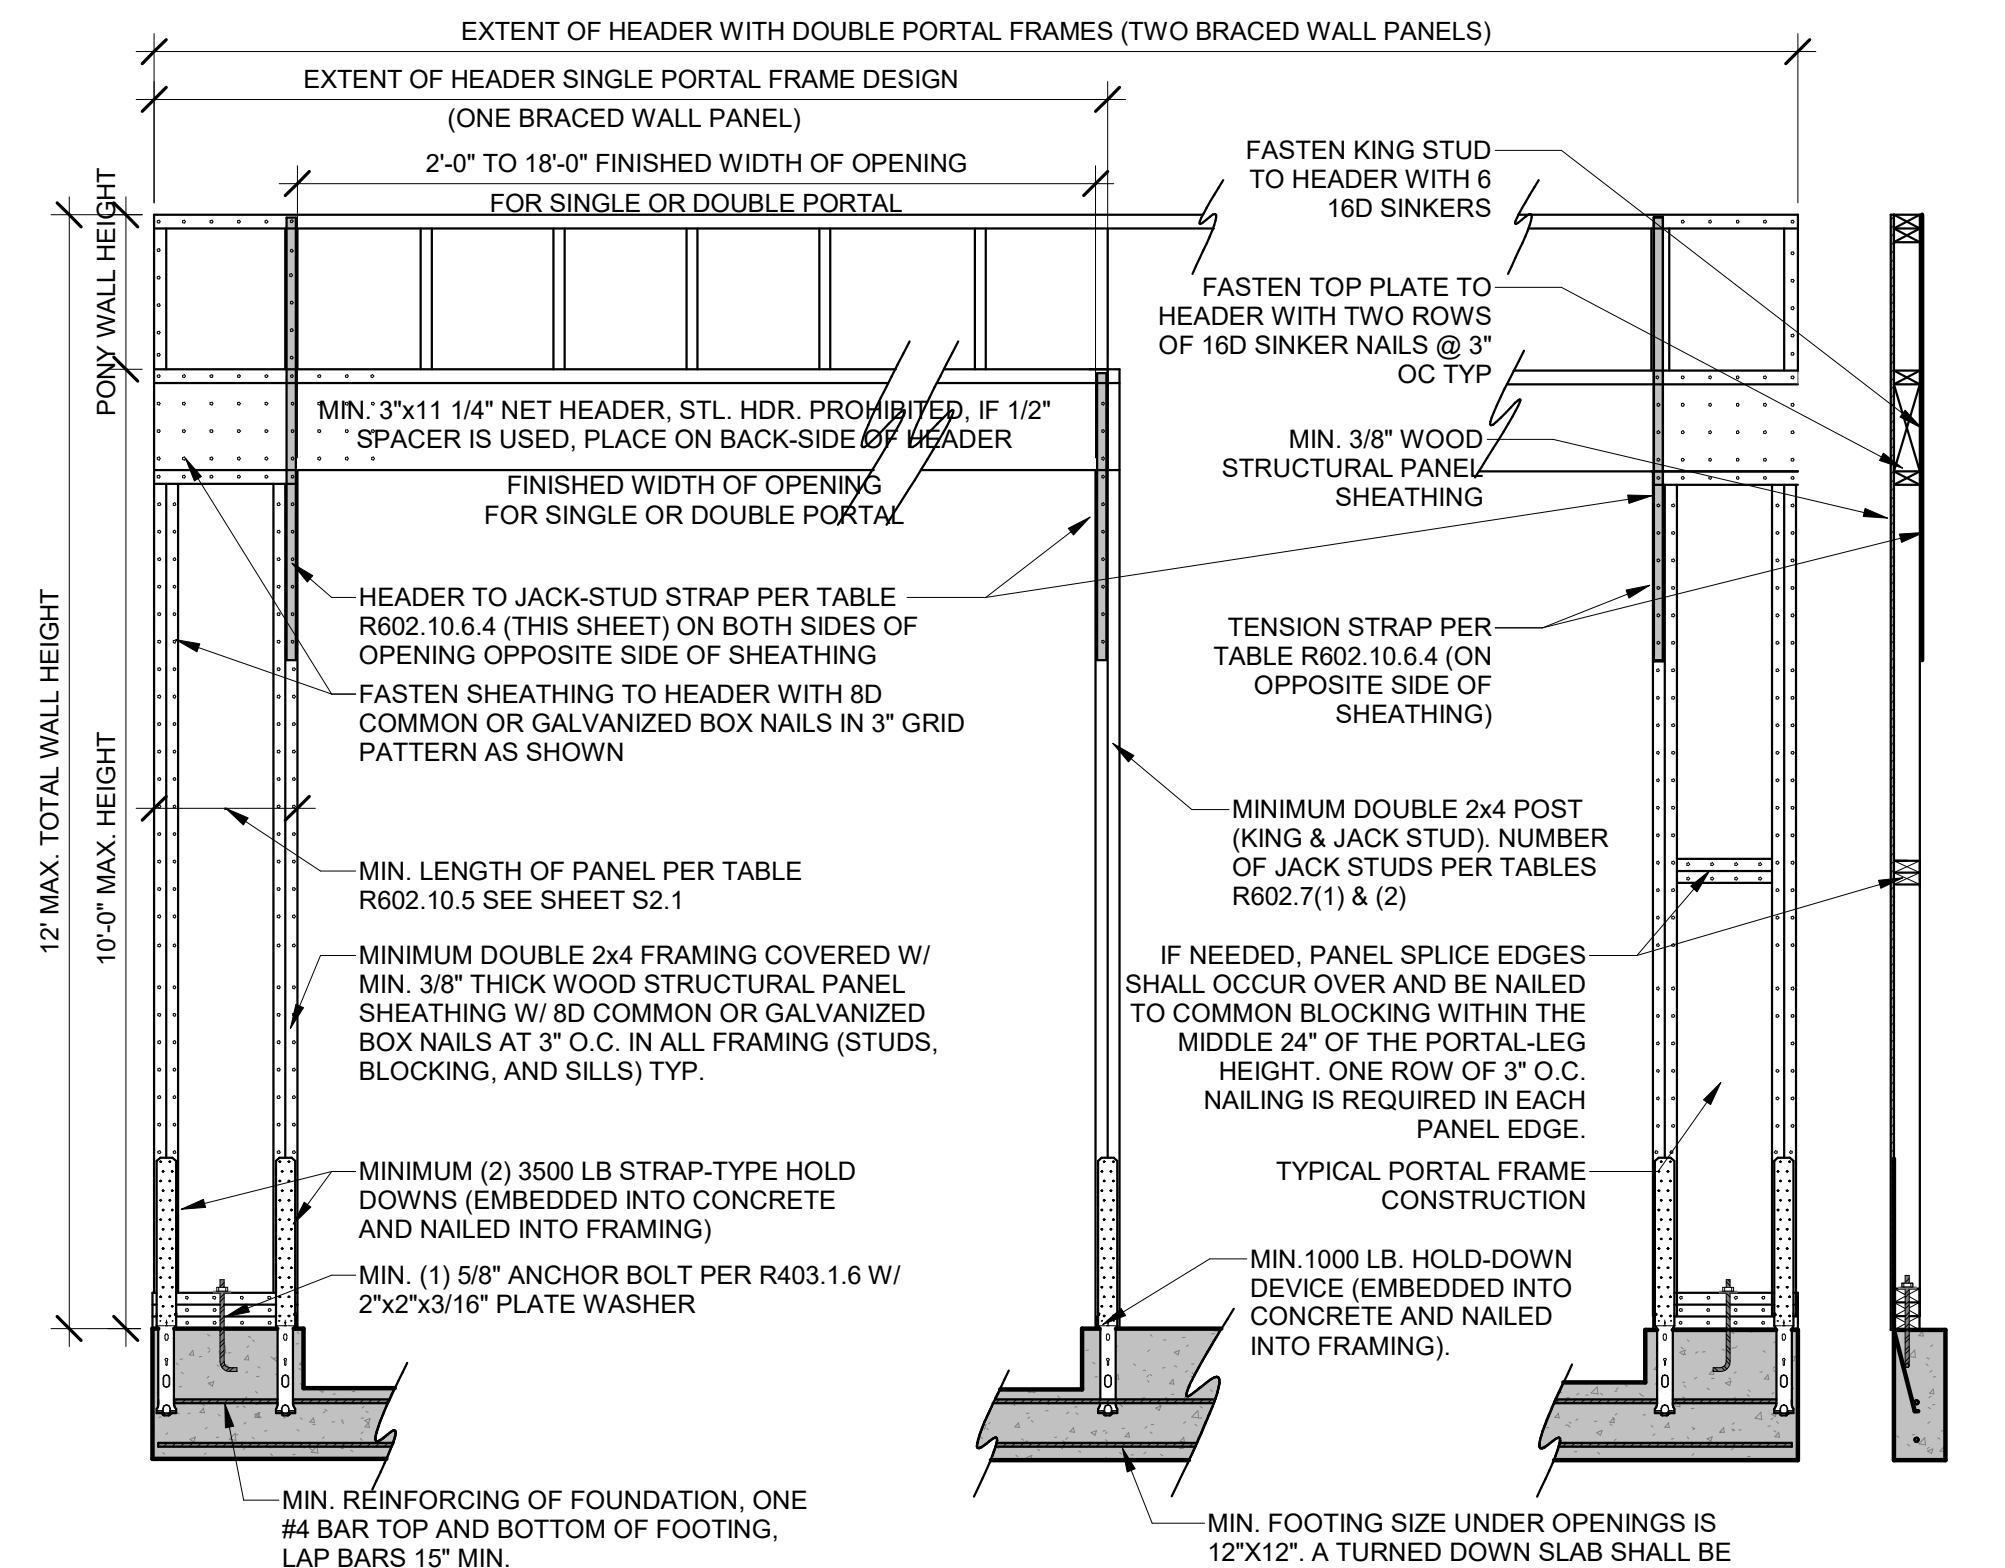 EXTENT OF HEADER WITH DOUBLE PORTAL FRAMES (TWO BRACED WALL PANELS)
EXTENT OF HEADER SINGLE PORTAL FRAME DESIGN
(ONE BRACED WALL PANEL)
2'-0" TO 18'-0" FINISHED WIDTH OF OPENING
FOR SINGLE OR DOUBLE PORTAL
PONY WALL HEIGHT
12' MAX. TOTAL WALL HEIGHT
10'-0" MAX. HEIGHT
MIN. 3"x11 1/4" NET HEADER, STL. HDR. PROHIBITED, IF 1/2"
SPACER IS USED, PLACE ON BACK-SIDE OF HEADER
FINISHED WIDTH OF OPENING
FOR SINGLE OR DOUBLE PORTAL
HEADER TO JACK-STUD STRAP PER TABLE
R602.10.6.4 (THIS SHEET) ON BOTH SIDES OF
OPENING OPPOSITE SIDE OF SHEATHING
FASTEN SHEATHING TO HEADER WITH 8D
COMMON OR GALVANIZED BOX NAILS IN 3" GRID
PATTERN AS SHOWN
MIN. LENGTH OF PANEL PER TABLE
R602.10.5 SEE SHEET S2.1
MINIMUM DOUBLE 2x4 FRAMING COVERED W/
MIN. 3/8" THICK WOOD STRUCTURAL PANEL
SHEATHING W/ 8D COMMON OR GALVANIZED
BOX NAILS AT 3" O.C. IN ALL FRAMING (STUDS,
BLOCKING, AND SILLS) TYP.
MINIMUM (2) 3500 LB STRAP-TYPE HOLD
DOWNS (EMBEDDED INTO CONCRETE
AND NAILED INTO FRAMING)
MIN. (1) 5/8" ANCHOR BOLT PER R403.1.6 W/
2"x2"x3/16" PLATE WASHER
MIN. REINFORCING OF FOUNDATION, ONE
#4 BAR TOP AND BOTTOM OF FOOTING,
LAP BARS 15" MIN.
FASTEN KING STUD
TO HEADER WITH 6
16D SINKERS
FASTEN TOP PLATE TO
HEADER WITH TWO ROWS
OF 16D SINKER NAILS @ 3"
OC TYP
MIN. 3/8" WOOD
STRUCTURAL PANEL
SHEATHING
TENSION STRAP PER
TABLE R602.10.6.4 (ON
OPPOSITE SIDE OF
SHEATHING)
MINIMUM DOUBLE 2x4 POST
(KING & JACK STUD). NUMBER
OF JACK STUDS PER TABLES
R602.7(1) & (2)
IF NEEDED, PANEL SPLICE EDGES
SHALL OCCUR OVER AND BE NAILED
TO COMMON BLOCKING WITHIN THE
MIDDLE 24" OF THE PORTAL-LEG
HEIGHT. ONE ROW OF 3" O.C.
NAILING IS REQUIRED IN EACH
PANEL EDGE.
TYPICAL PORTAL FRAME
CONSTRUCTION
MIN.1000 LB. HOLD-DOWN
DEVICE (EMBEDDED INTO
CONCRETE AND NAILED
INTO FRAMING).
MIN. FOOTING SIZE UNDER OPENINGS IS
12"X12". A TURNED DOWN SLAB SHALL BE